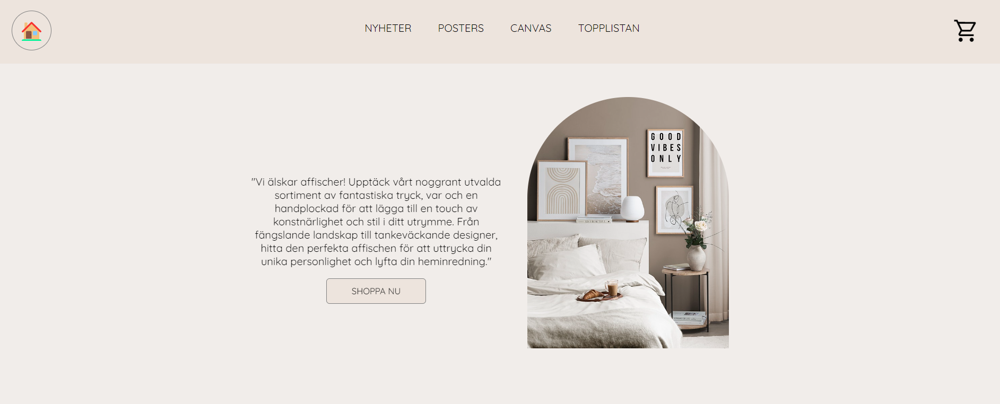 NYHETER POSTERS CANVAS TOPPLISTAN
"Vi älskar affischer! Upptäck vårt noggrant utvalda
sortiment av fantastiska tryck, var och en
handplockad för att lägga till en touch av
konstnärlighet och stil i ditt utrymme. Från
fängslande landskap till tankeväckande designer,
hitta den perfekta affischen för att uttrycka din
unika personlighet och lyfta din heminredning."
SHOPPA NU
GOOD
VIBES
ONLY